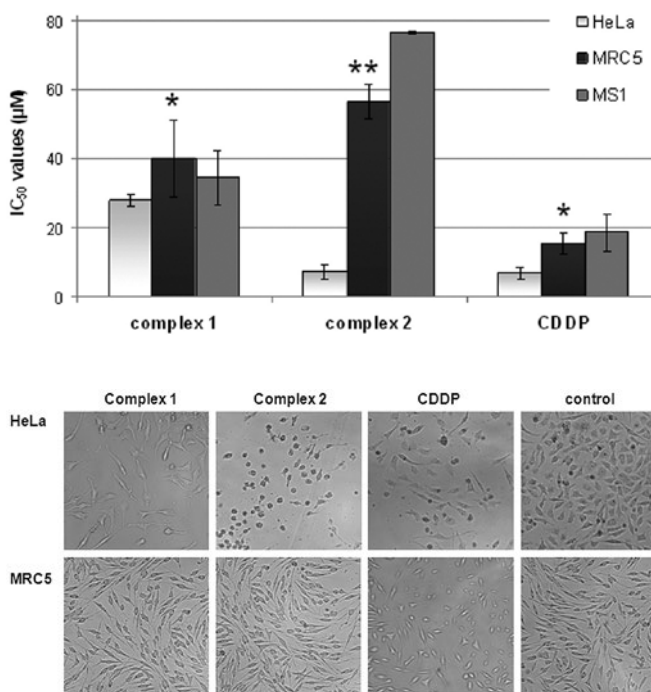 80
60
40
20
0
IC50 values (µM)
HeLa
MRC5
MS1
*
**
*
complex 1 complex 2 CDDP
Complex 1 Complex 2 CDDP control
HeLa
MRC5